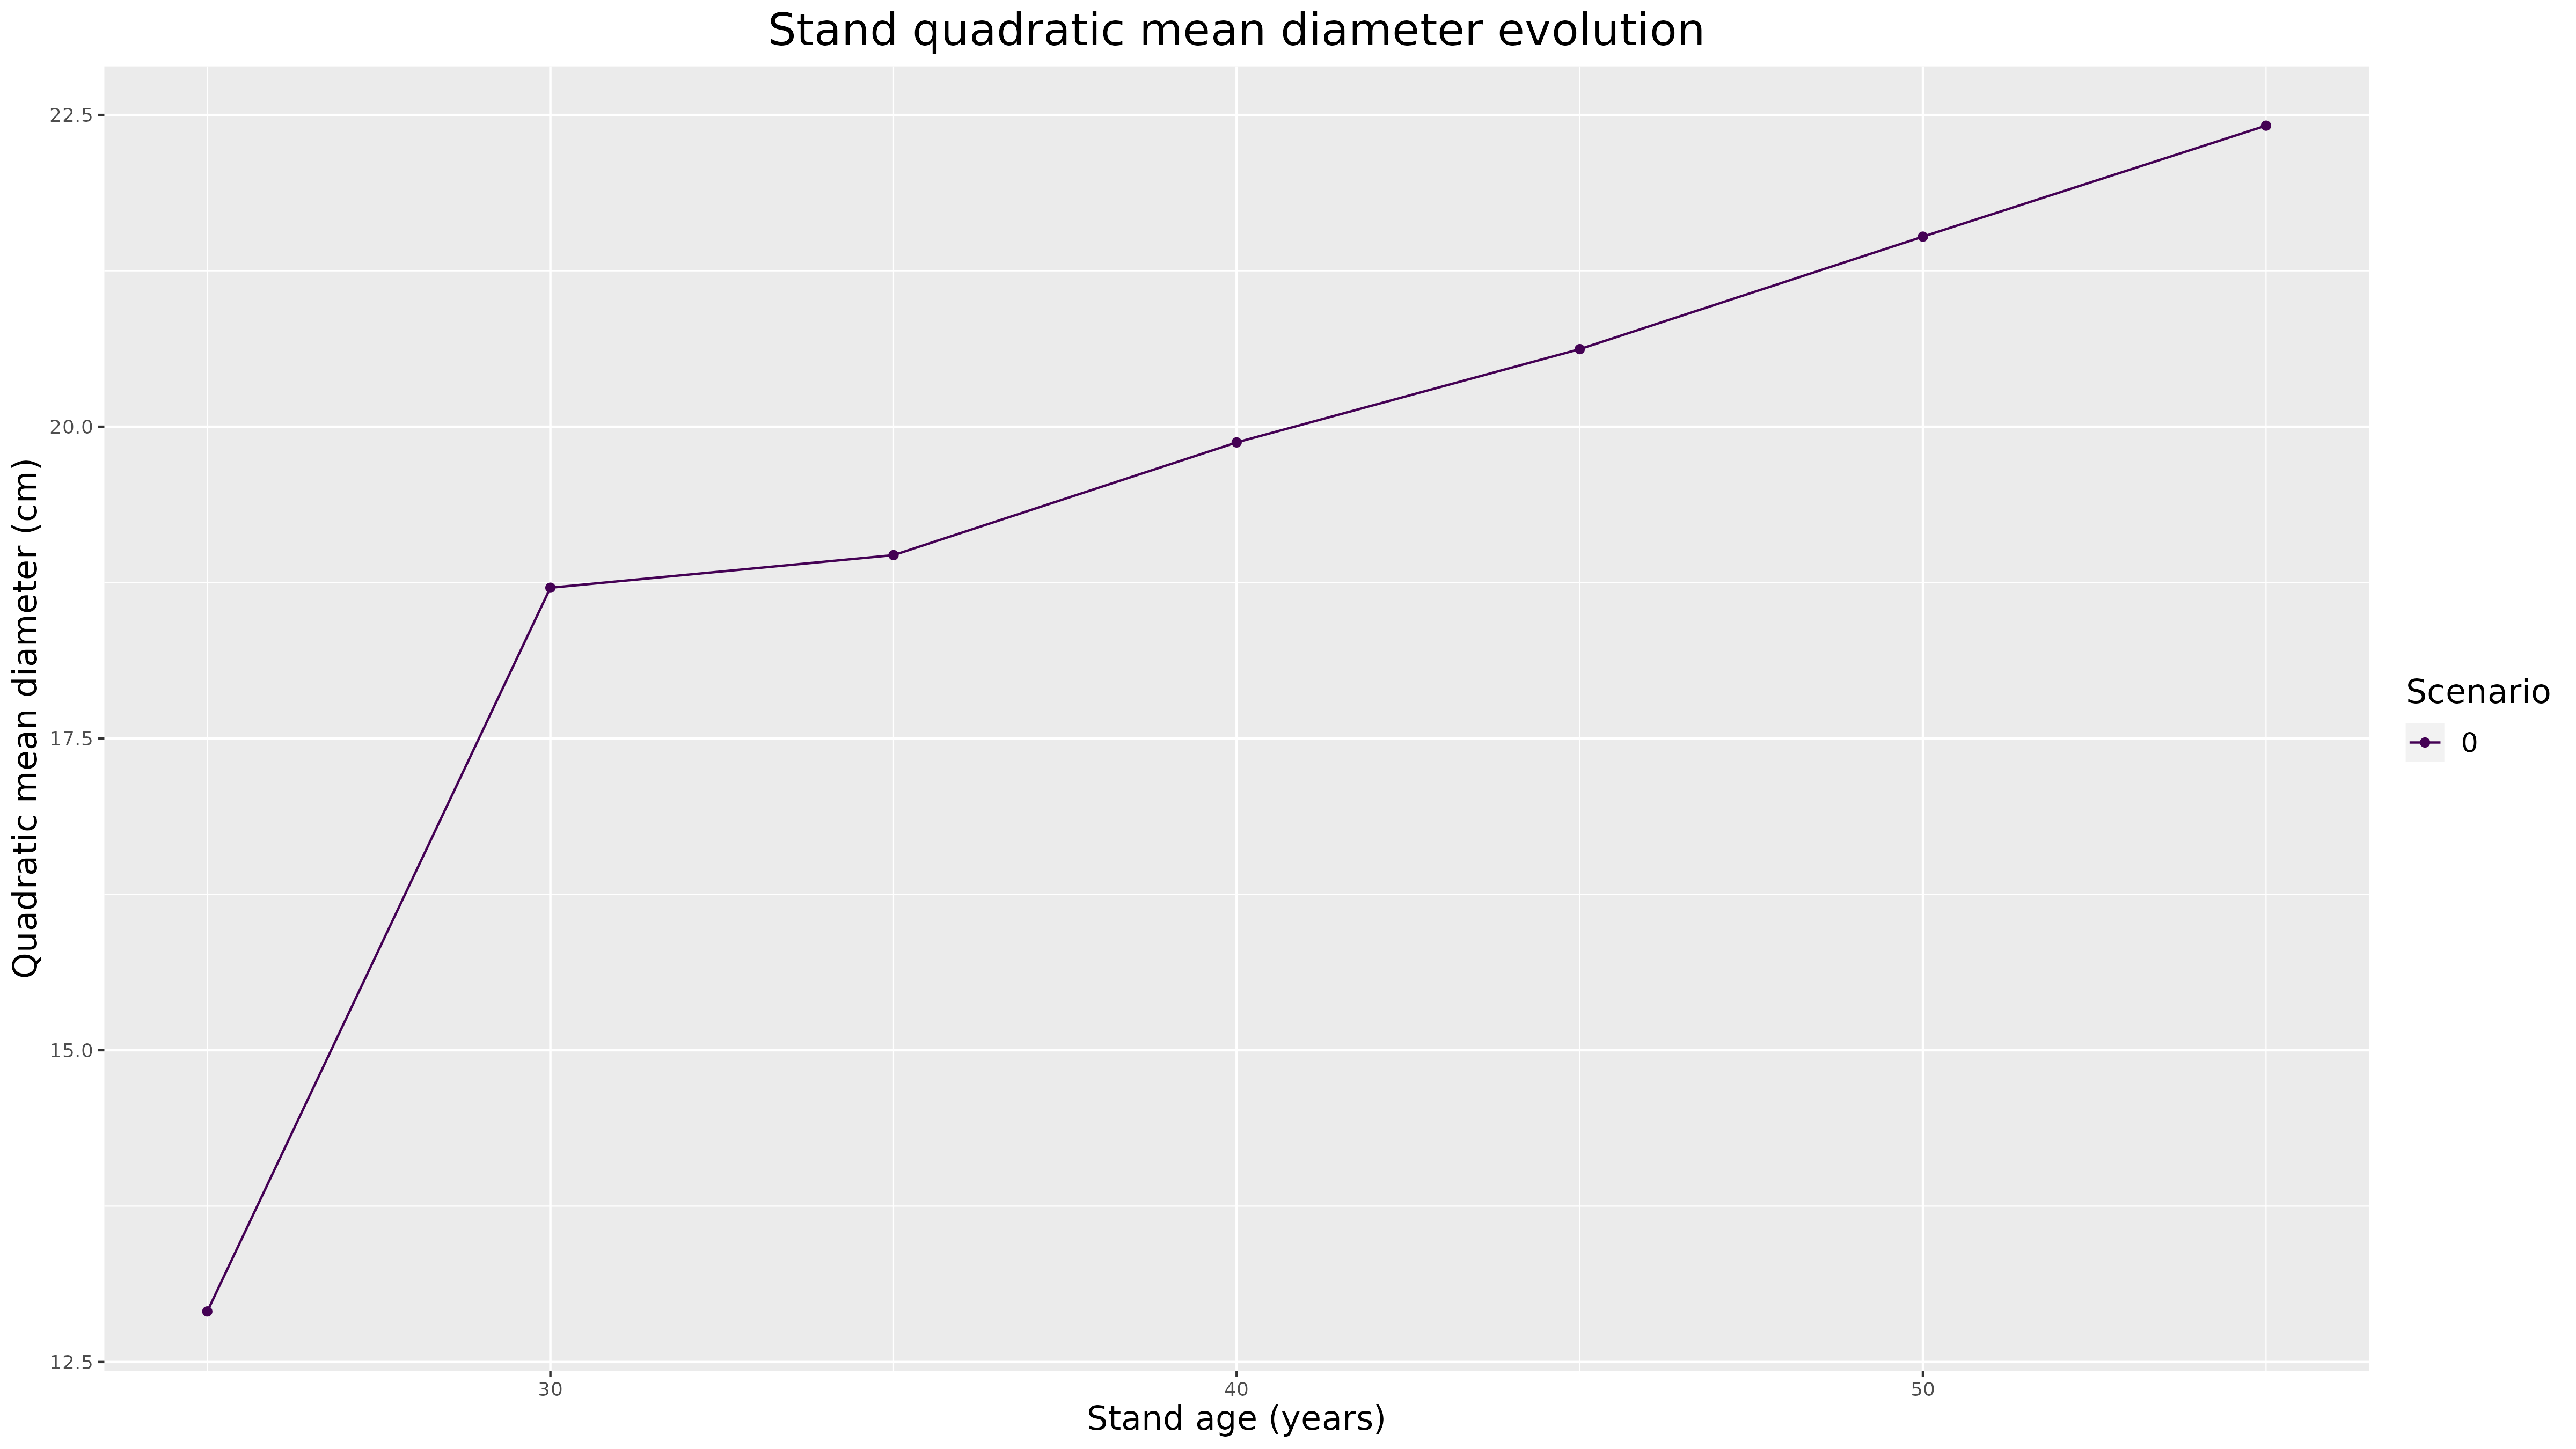 Stand quadratic mean diameter evolution
Quadratic mean diameter (cm)
22.5
20.0
17.5
15.0
12.5
30
40
50
Stand age (years)
Scenario
0